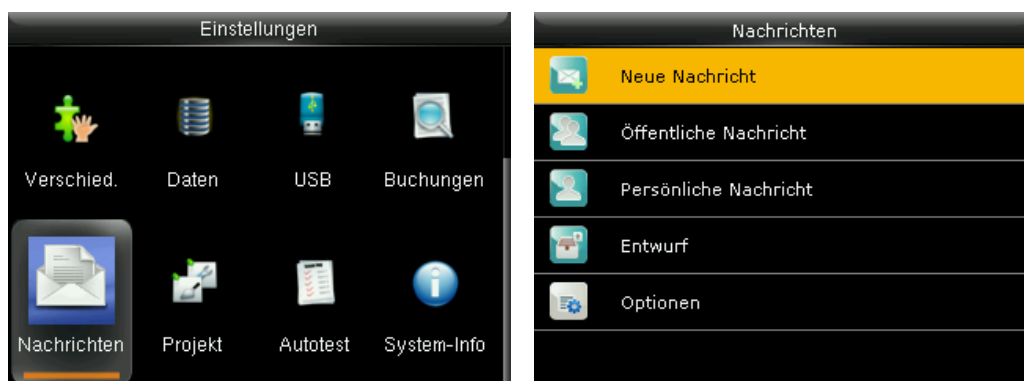 Einstellungen
Verschied. Daten USB Buchungen
Nachrichten Projekt Autotest System-Info
Nachrichten
Neue Nachricht
Öffentliche Nachricht
Persönliche Nachricht
Entwurf
Optionen